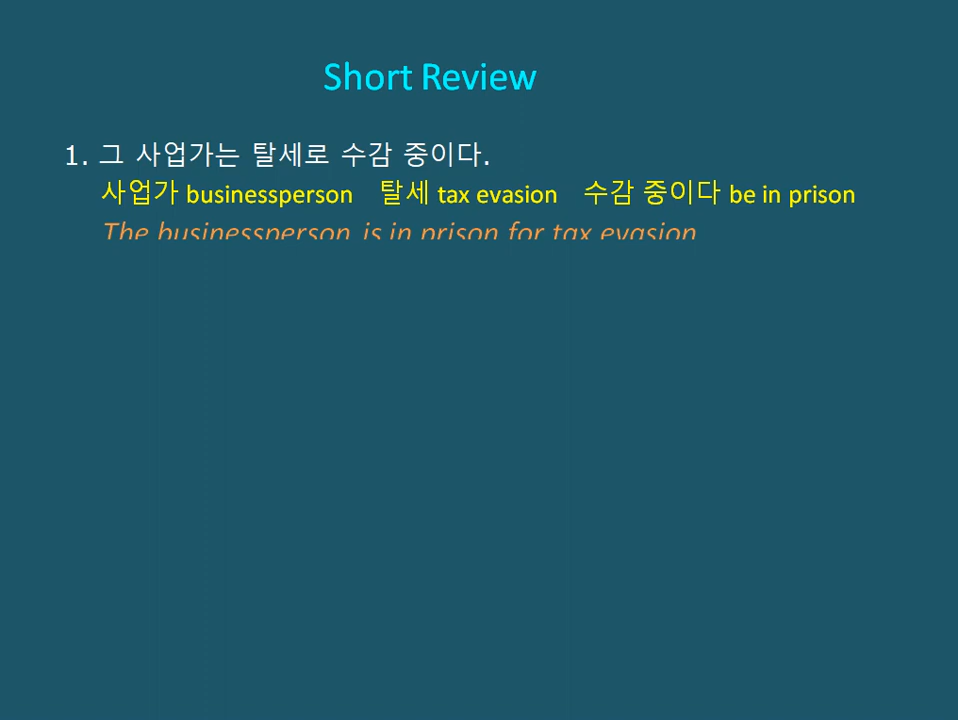 Short Review
1. 그 사업가는 탈세로 수감 중이다.
사업가 businessperson 탈세 tax evasion 수감 중이다 be in prison
The businessperson is in prison for tax evasion